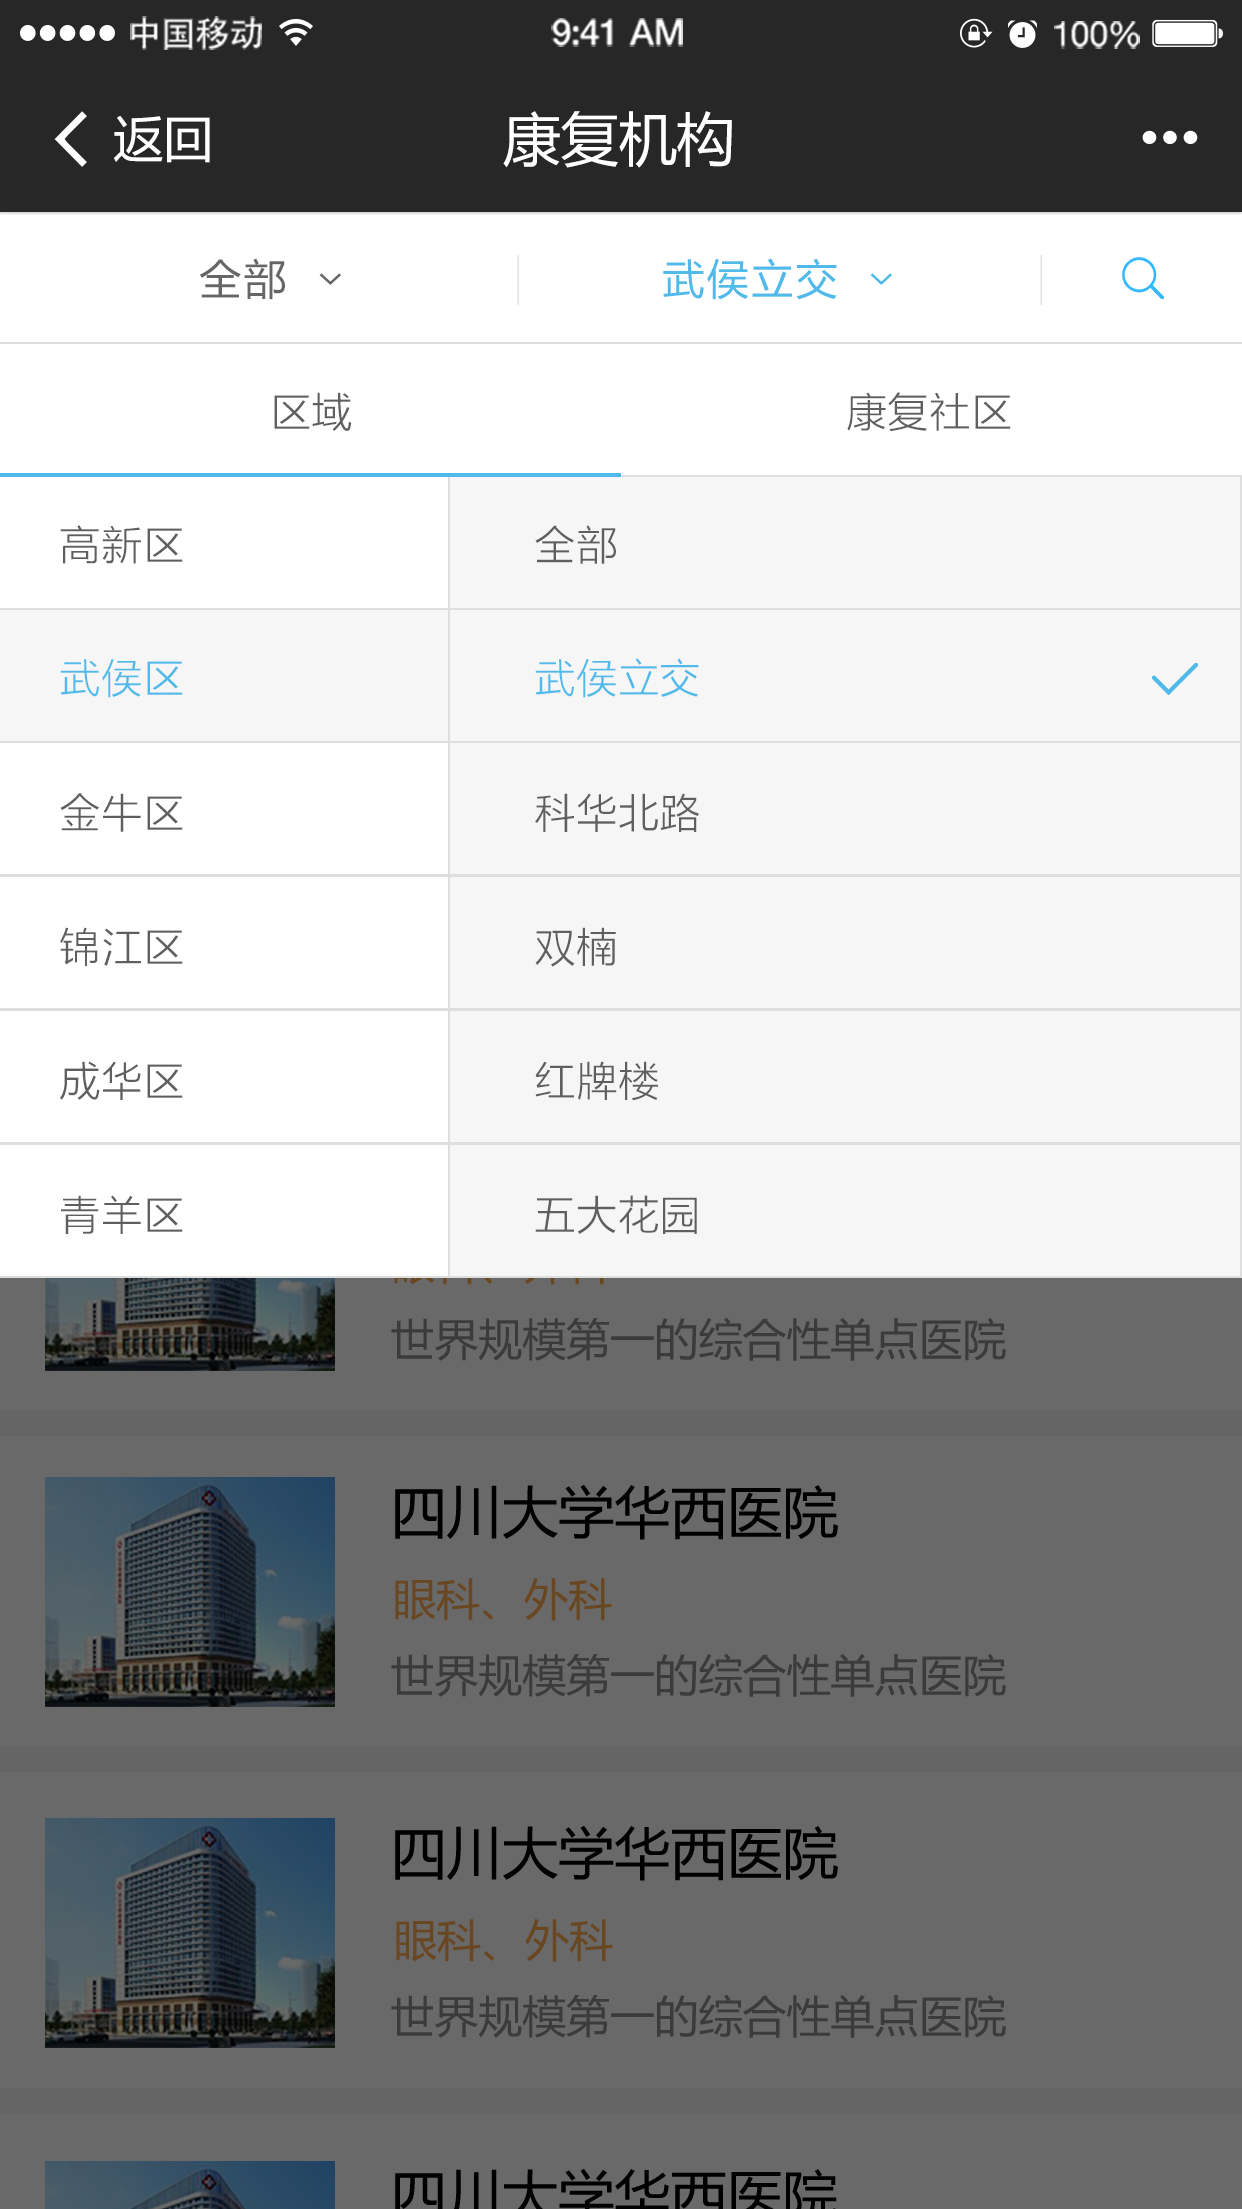 中国移动 9:41 AM 100%
返回 康复机构
全部 武侯立交
区域 康复社区
高新区 全部
武侯区 武侯立交
金牛区 科华北路
锦江区 双楠
成华区 红牌楼
青羊区 五大花园
世界规模第一的综合性单点医院
四川大学华西医院
眼科、外科
世界规模第一的综合性单点医院
四川大学华西医院
眼科、外科
世界规模第一的综合性单点医院
四川大学华西医院